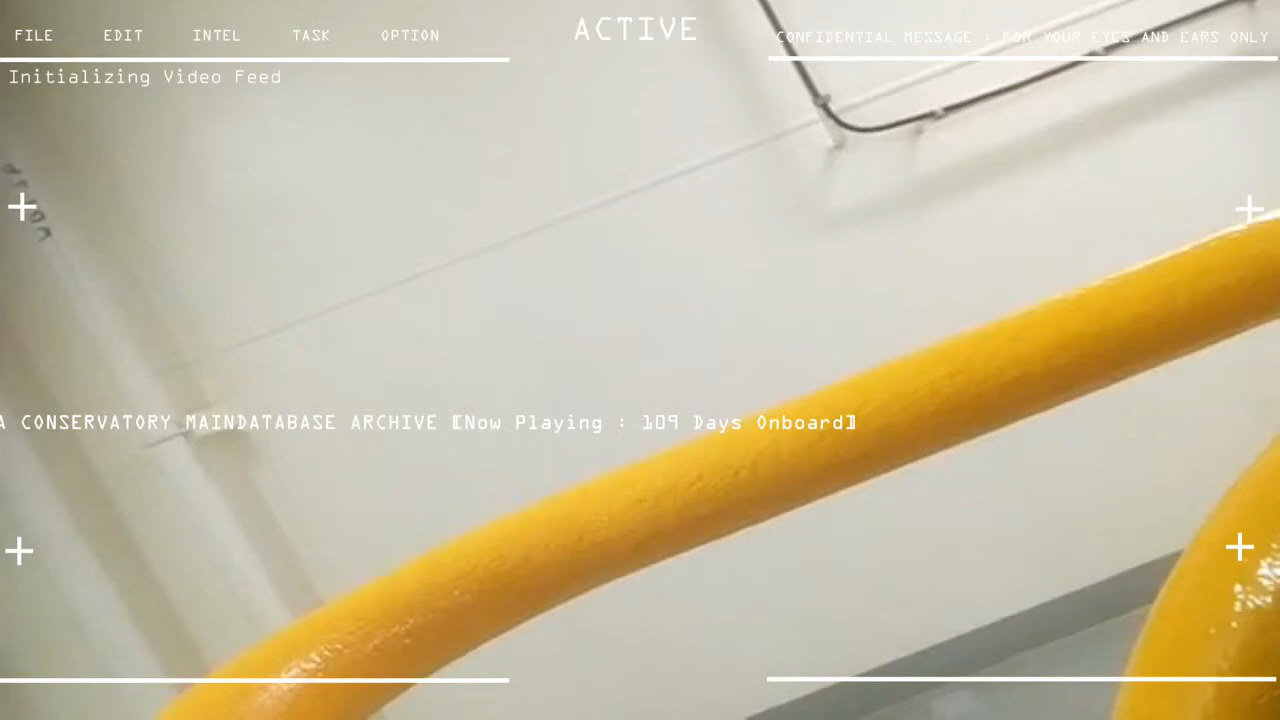 FILE EDIT INTEL TASK OPTION
ACTIVE
CONFIDENTIAL MESSAGE : FOR YOUR EYES AND EARS ONLY
Initializing Video Feed
A CONSERVATORY MAINDATABASE ARCHIVE [Now Playing : 109 Days Onboard]